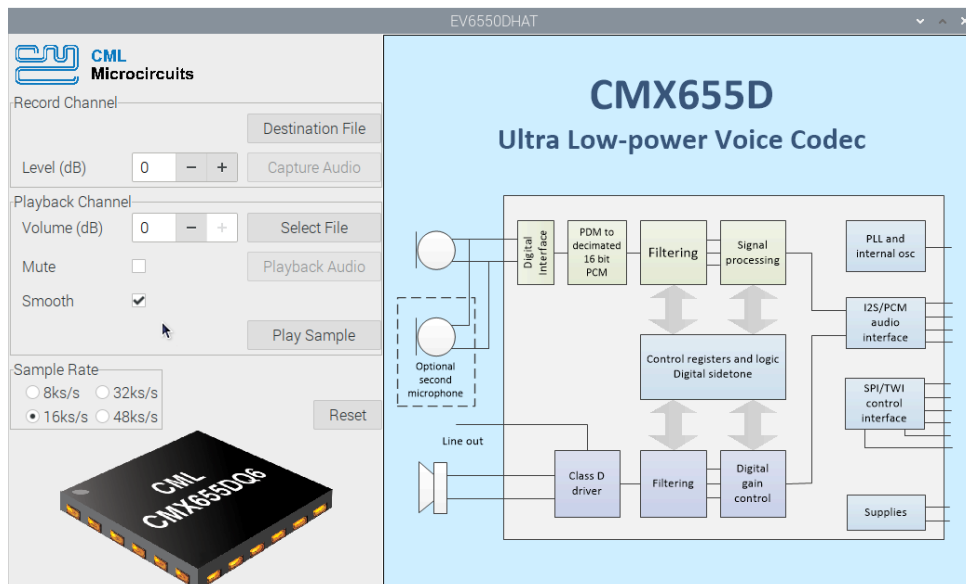 EV6550DHAT
CML
Microcircuits
Record Channel
Destination File
Level (dB) 0 − + Capture Audio
Playback Channel
Volume (dB) 0 − + Select File
Mute Playback Audio
Smooth
Play Sample
Sample Rate
8ks/s 32ks/s
16ks/s 48ks/s
Reset
CML
CMX655DQ6
CMX655D
Ultra Low-power Voice Codec
Digital
Interface
PDM to
decimated
16 bit
PCM
Filtering
Signal
processing
PLL and
internal osc
I2S/PCM
audio
interface
Optional
second
microphone
Control registers and logic
Digital sidetone
SPI/TWI
control
interface
Line out
Class D
driver
Filtering
Digital
gain
control
Supplies